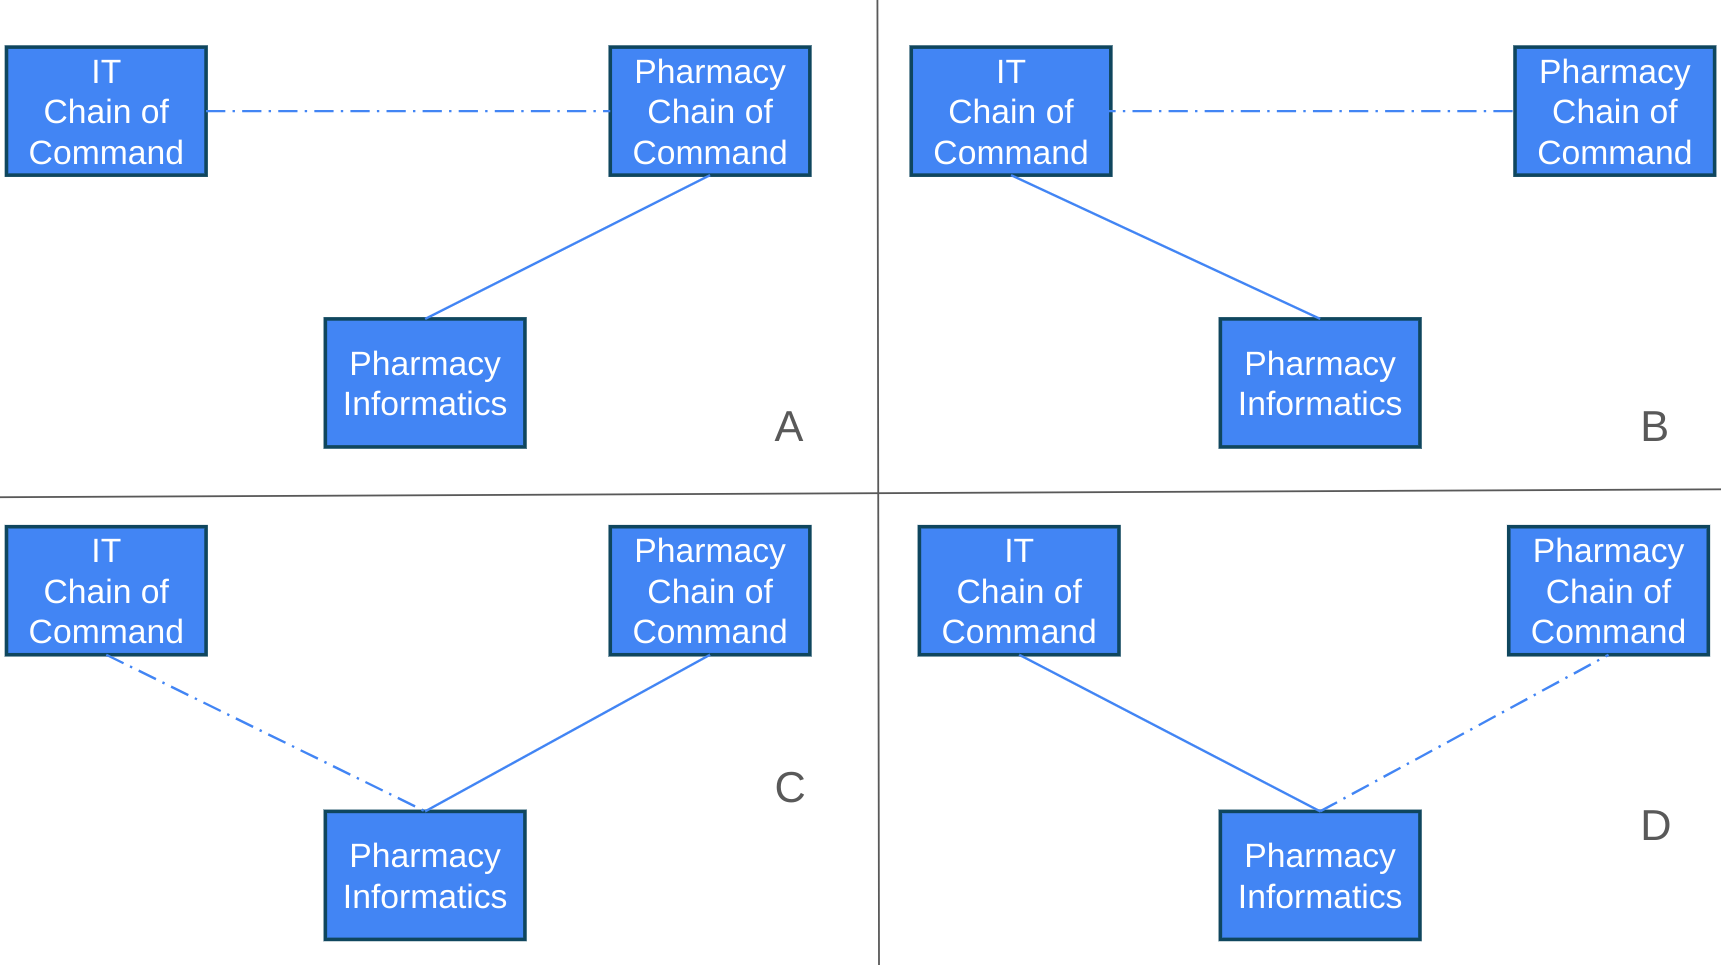 IT
Chain of
Command
Pharmacy
Chain of
Command
Pharmacy
Informatics
A
IT
Chain of
Command
Pharmacy
Chain of
Command
Pharmacy
Informatics
B
IT
Chain of
Command
Pharmacy
Chain of
Command
Pharmacy
Informatics
C
IT
Chain of
Command
Pharmacy
Chain of
Command
Pharmacy
Informatics
D